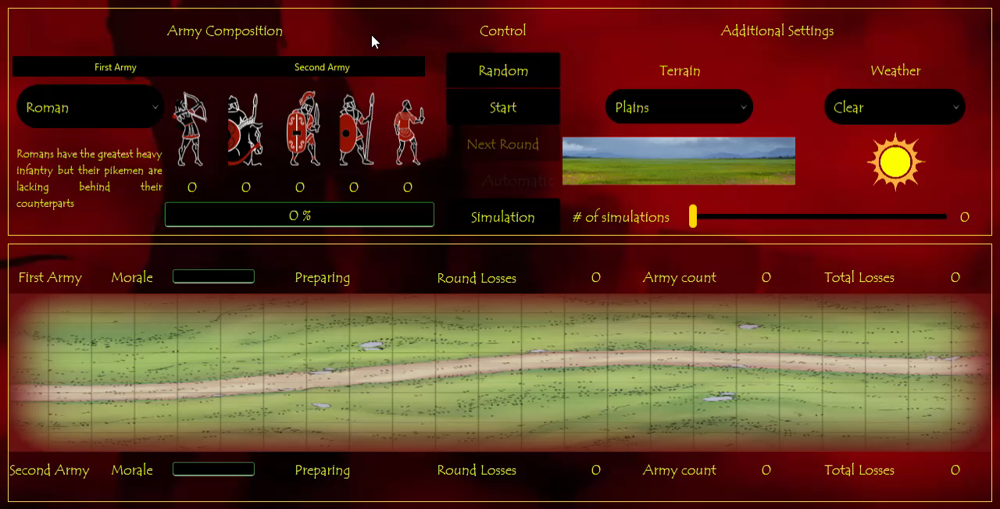 Army Composition
Control
Additional Settings
First Army
Second Army
Random
Terrain
Weather
Roman
Start
Plains
Clear
Romans have the greatest heavy
infantry but their pikemen are
lacking behind their
counterparts
Next Round
Automatic
0 0 0 0 0
0 %
Simulation
# of simulations
0
First Army Morale Preparing Round Losses 0 Army count 0 Total Losses 0
Second Army Morale Preparing Round Losses 0 Army count 0 Total Losses 0